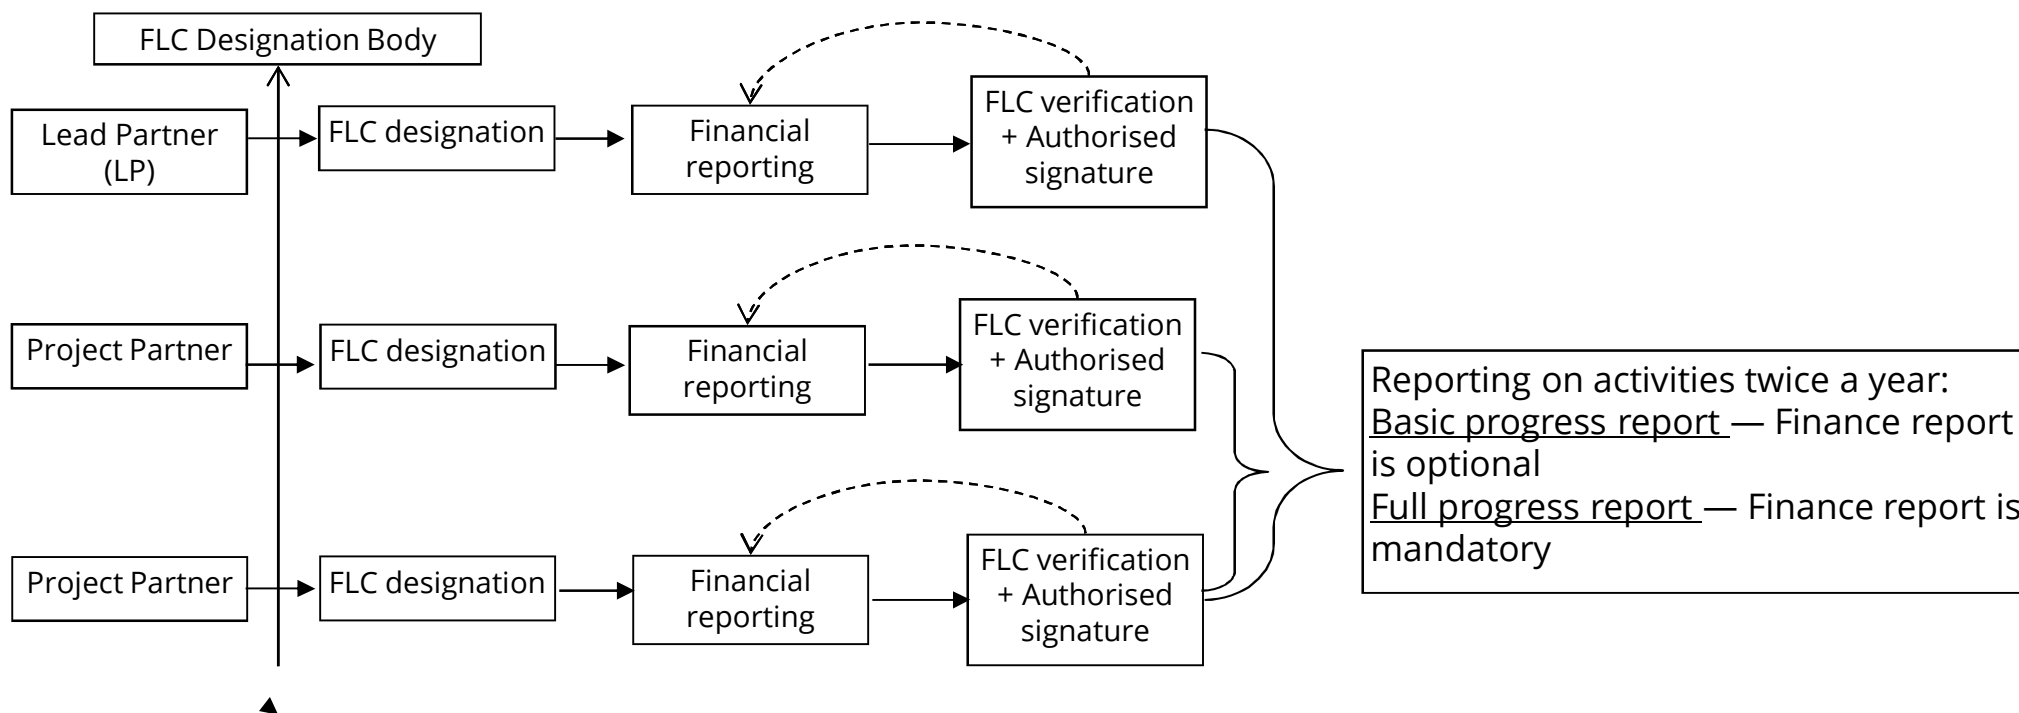 FLC Designation Body
Lead Partner
(LP)
FLC designation
Financial
reporting
FLC verification
+ Authorised
signature
Project Partner
FLC designation
Financial
reporting
FLC verification
+ Authorised
signature
Project Partner
FLC designation
Financial
reporting
FLC verification
+ Authorised
signature
Reporting on activities twice a year:
Basic progress report — Finance report
is optional
Full progress report — Finance report is
mandatory